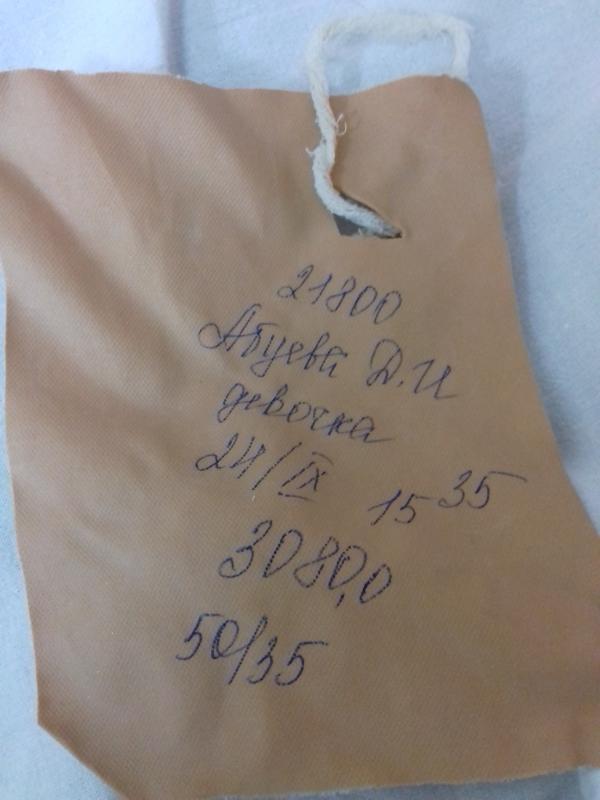 21800
Абуева Д.И
девочка
24/IX 15 35
3080,0
50/35